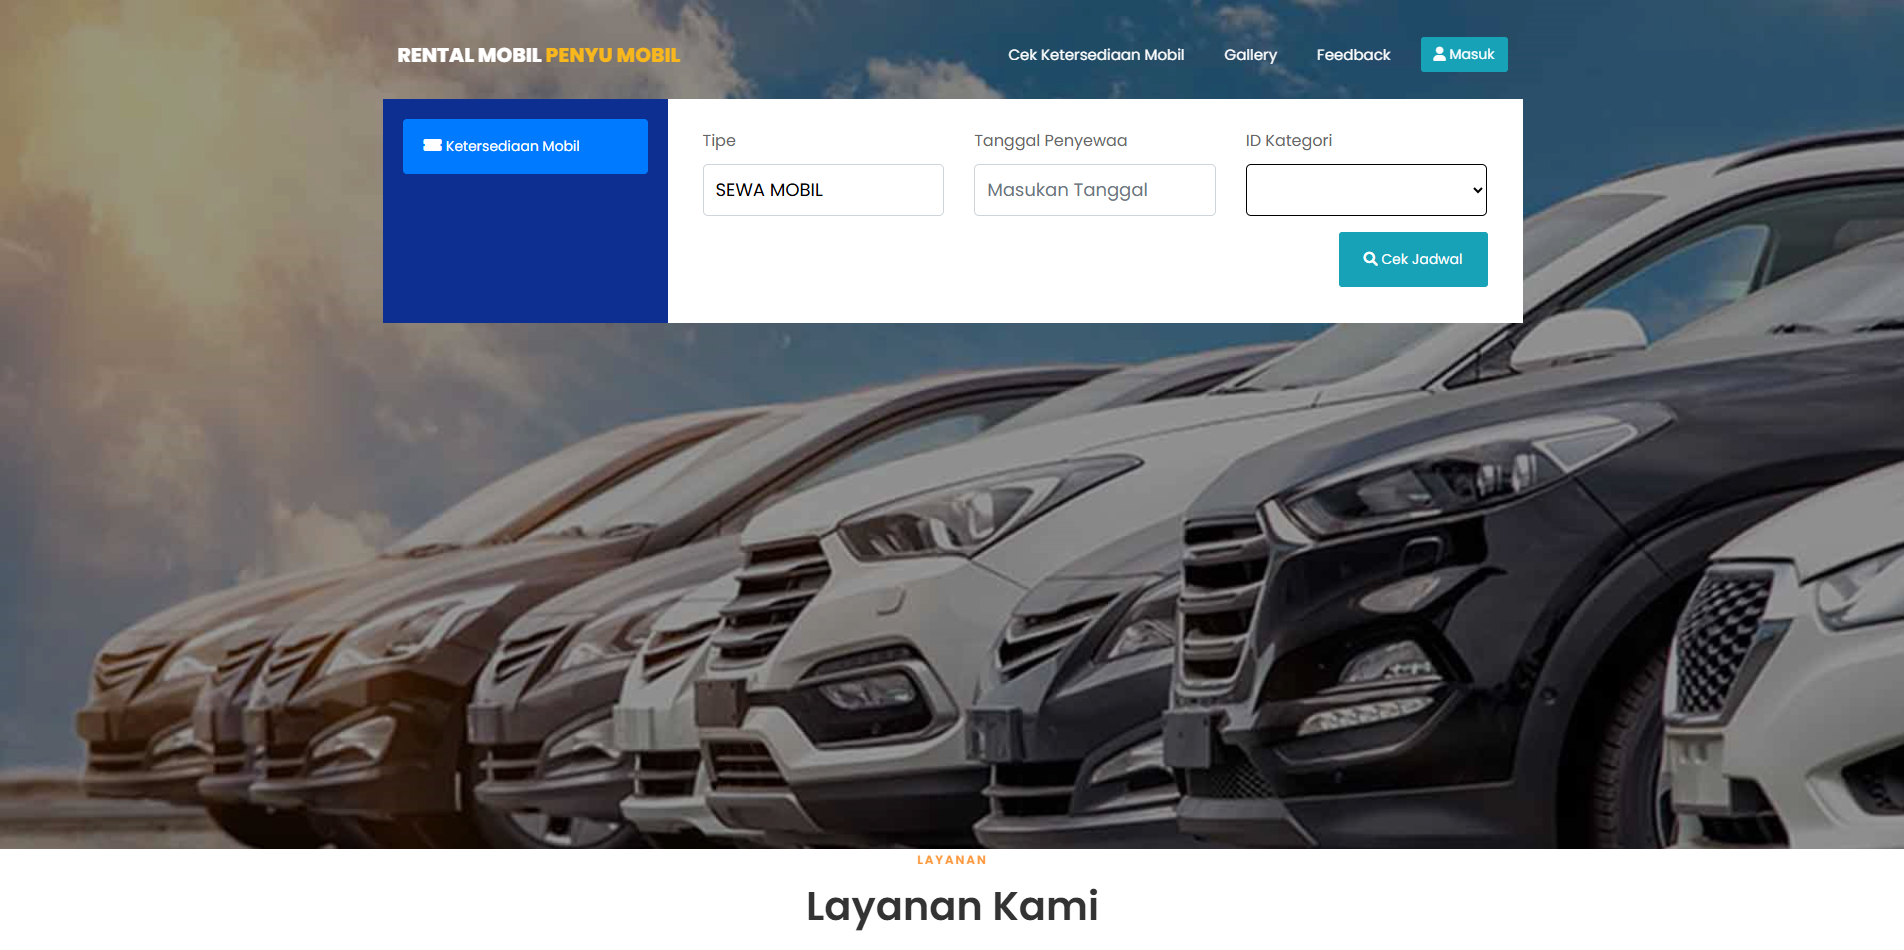 RENTAL MOBIL PENYU MOBIL
Cek Ketersediaan Mobil
Gallery
Feedback
Masuk
Ketersediaan Mobil
Tipe
SEWA MOBIL
Tanggal Penyewaa
Masukan Tanggal
ID Kategori
Cek Jadwal
LAYANAN
Layanan Kami